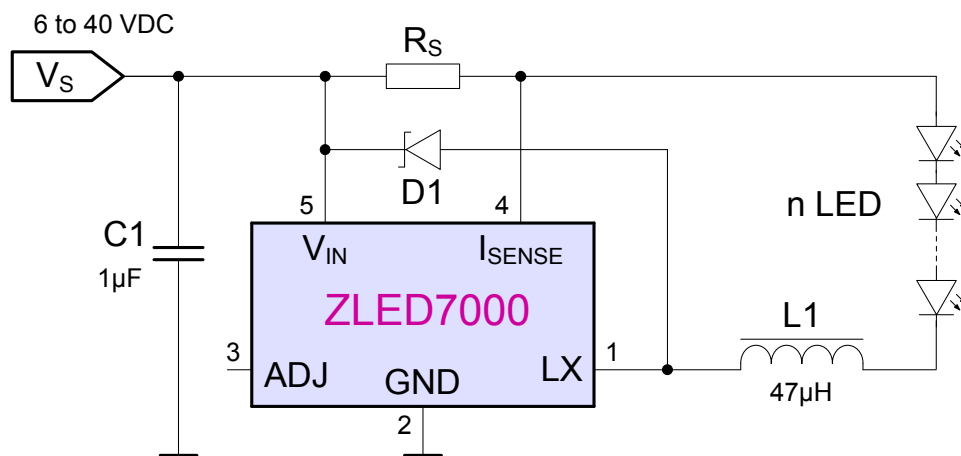 6 to 40 VDC
VS
RS
D1
n LED
C1
1µF
5
4
VIN
ISENSE
ZLED7000
3
ADJ
GND
LX
1
2
L1
47µH